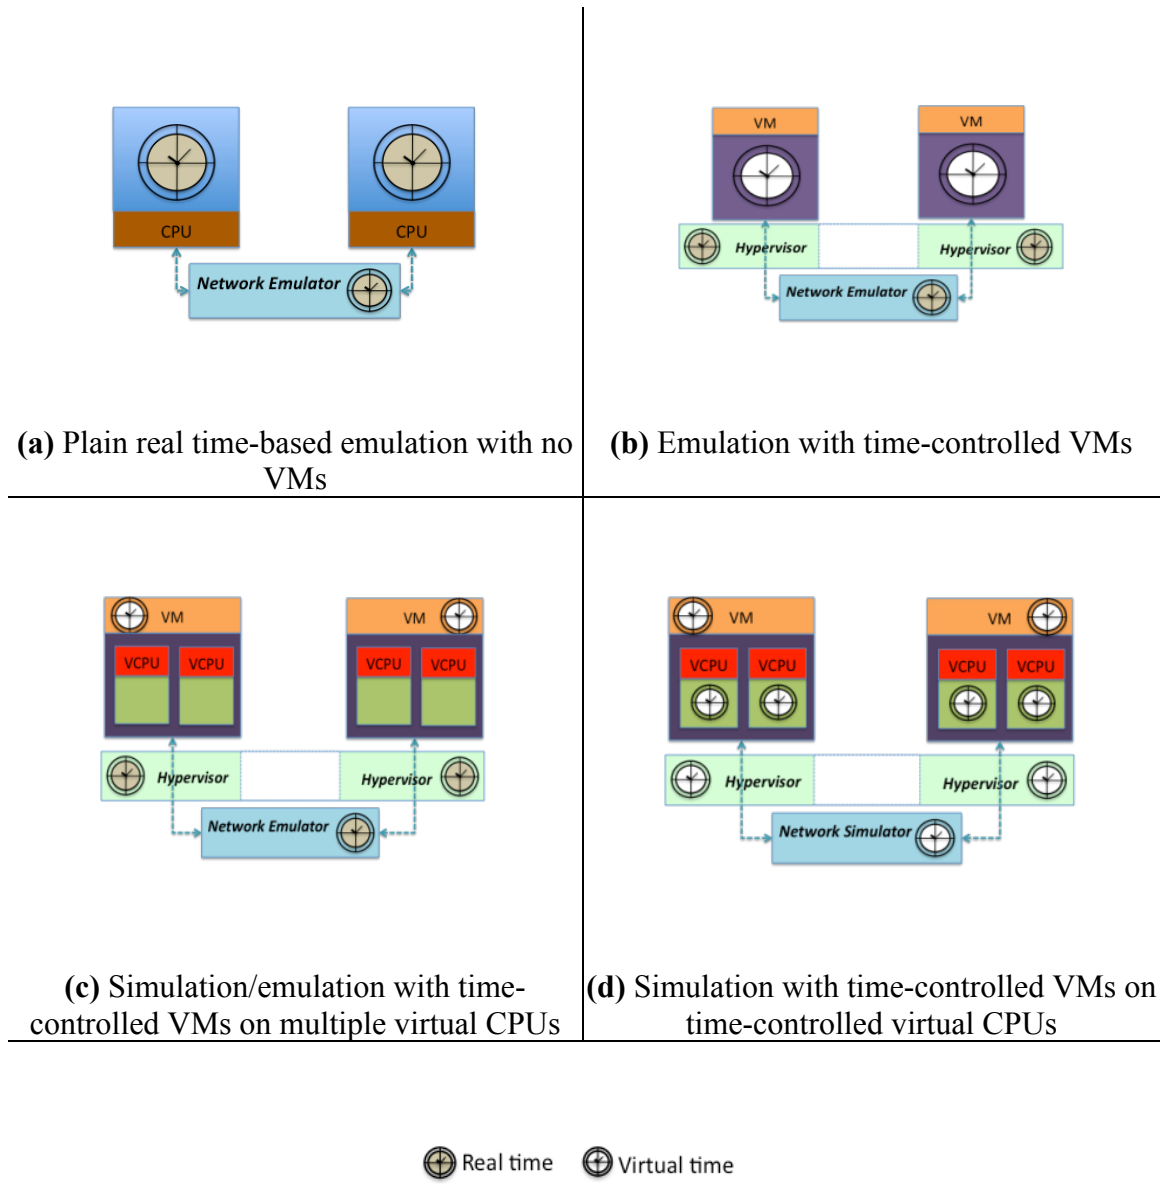 CPU
CPU
Network Emulator
(a) Plain real time-based emulation with no
VMs
VM
VM
Hypervisor
Hypervisor
Network Emulator
(b) Emulation with time-controlled VMs
VM
VM
VCPU VCPU
VCPU VCPU
Hypervisor
Hypervisor
Network Emulator
(c) Simulation/emulation with time-
controlled VMs on multiple virtual CPUs
VM
VM
VCPU VCPU
VCPU VCPU
Hypervisor
Hypervisor
Network Simulator
(d) Simulation with time-controlled VMs on
time-controlled virtual CPUs
Real time
Virtual time